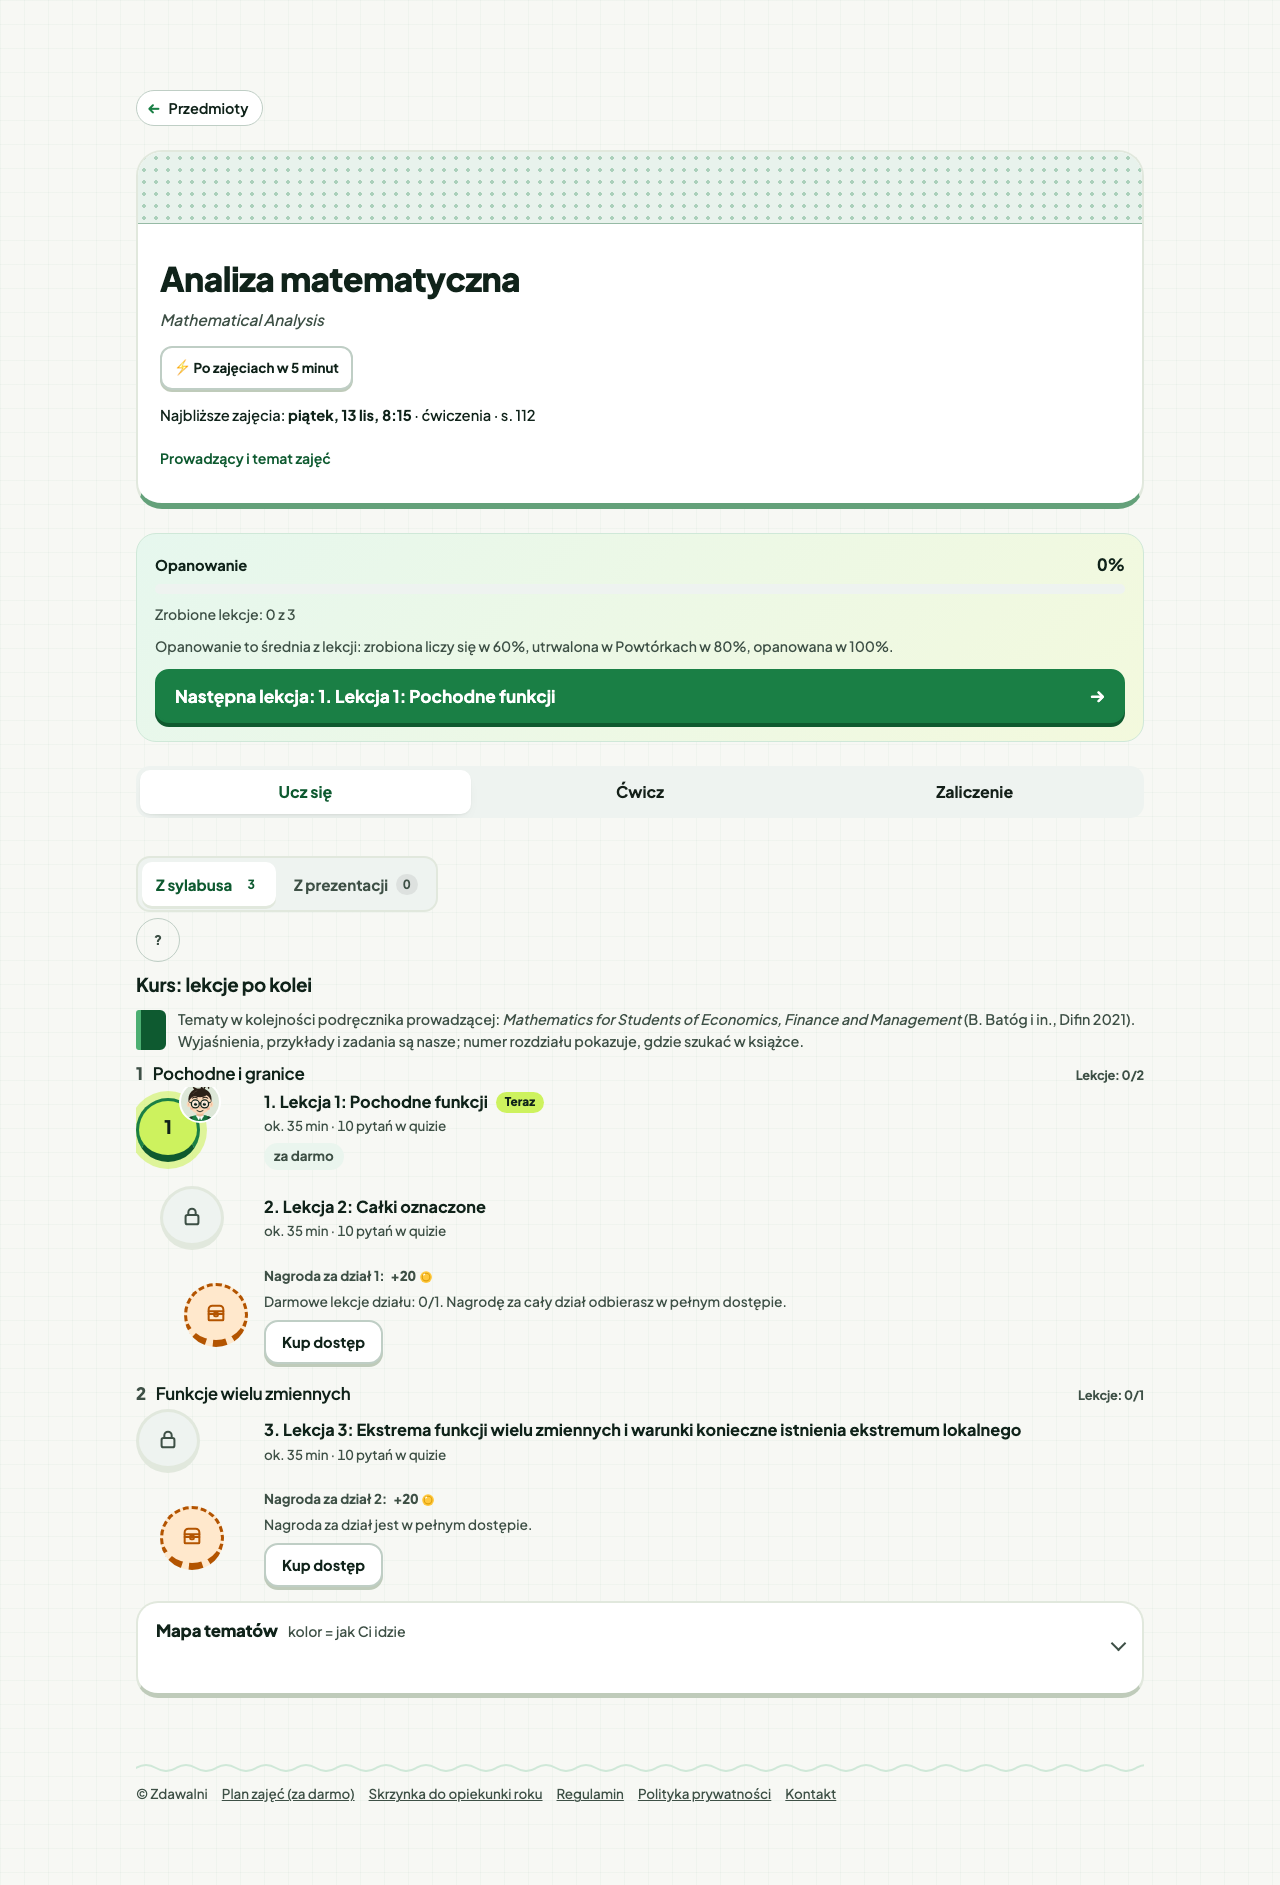 ← Przedmioty
Analiza matematyczna
Mathematical Analysis
⚡ Po zajęciach w 5 minut
Najbliższe zajęcia: piątek, 13 lis, 8:15 · ćwiczenia · s. 112
Prowadzący i temat zajęć
Opanowanie 0%
Zrobione lekcje: 0 z 3
Opanowanie to średnia z lekcji: zrobiona liczy się w 60%, utrwalona w Powtórkach w 80%, opanowana w 100%.
Następna lekcja: 1. Lekcja 1: Pochodne funkcji →
Ucz się Ćwicz Zaliczenie
Z sylabusa 3 Z prezentacji 0
?
Kurs: lekcje po kolei
Tematy w kolejności podręcznika prowadzącej: Mathematics for Students of Economics, Finance and Management (B. Batóg i in., Difin 2021).
Wyjaśnienia, przykłady i zadania są nasze; numer rozdziału pokazuje, gdzie szukać w książce.
1 Pochodne i granice Lekcje: 0/2
1 1. Lekcja 1: Pochodne funkcji Teraz
ok. 35 min · 10 pytań w quizie
za darmo
2. Lekcja 2: Całki oznaczone
ok. 35 min · 10 pytań w quizie
Nagroda za dział 1: +20
Darmowe lekcje działu: 0/1. Nagrodę za cały dział odbierasz w pełnym dostępie.
Kup dostęp
2 Funkcje wielu zmiennych Lekcje: 0/1
3. Lekcja 3: Ekstrema funkcji wielu zmiennych i warunki konieczne istnienia ekstremum lokalnego
ok. 35 min · 10 pytań w quizie
Nagroda za dział 2: +20
Nagroda za dział jest w pełnym dostępie.
Kup dostęp
Mapa tematów kolor = jak Ci idzie
© Zdawalni Plan zajęć (za darmo) Skrzynka do opiekunki roku Regulamin Polityka prywatności Kontakt